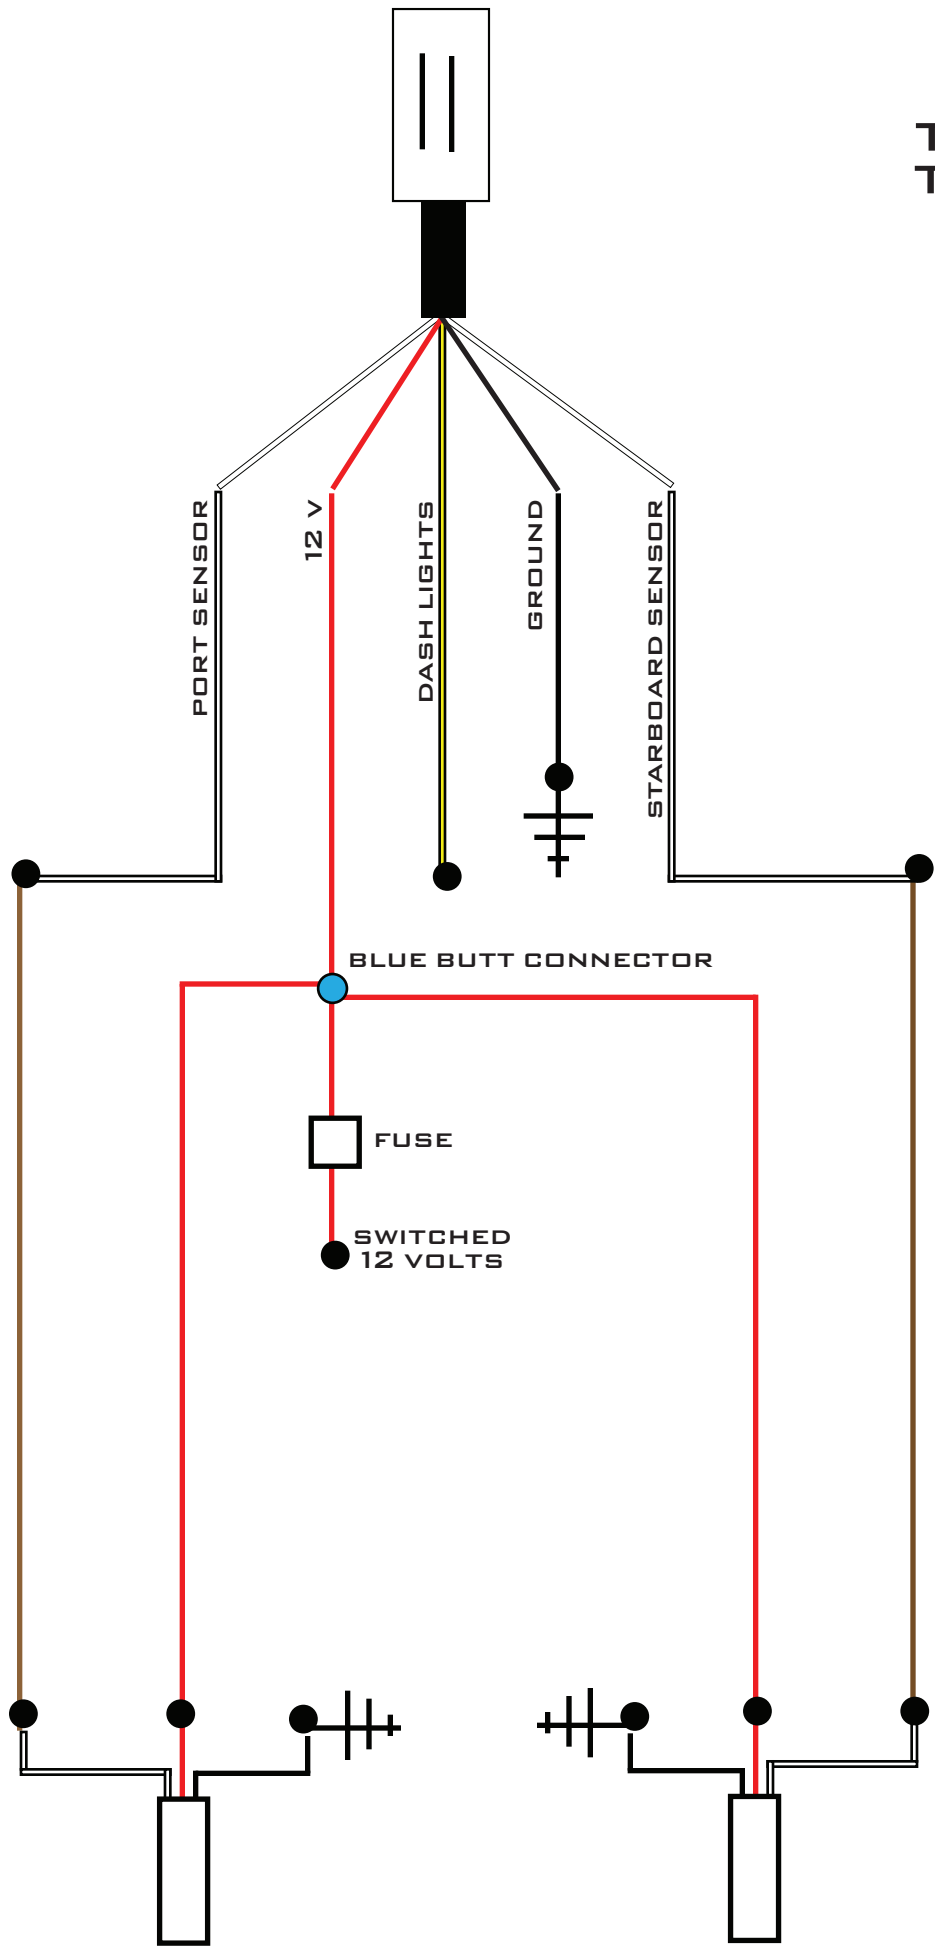 T
T
PORT SENSOR
12 V
DASH LIGHTS
GROUND
STARBOARD SENSOR
BLUE BUTT CONNECTOR
FUSE
SWITCHED
12 VOLTS